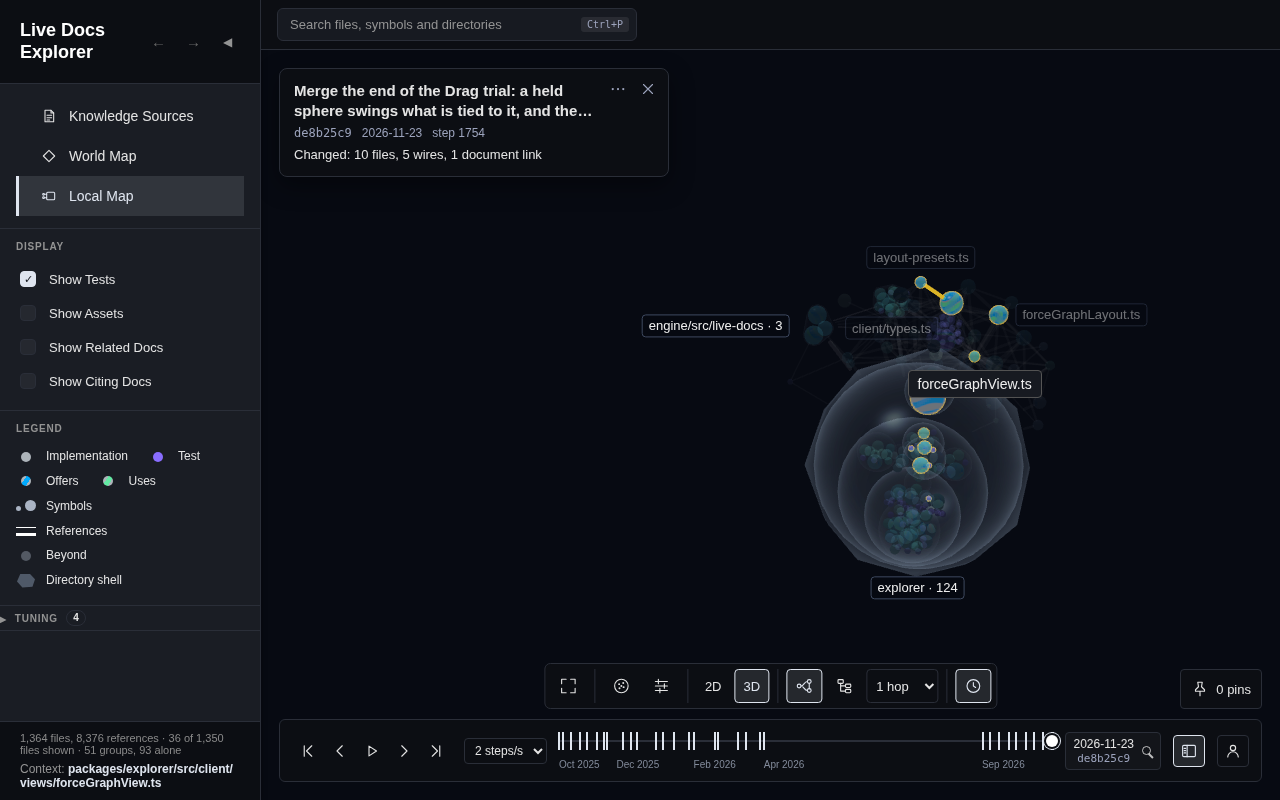 Live Docs
Explorer
Search files, symbols and directories
Ctrl+P
Knowledge Sources
World Map
Local Map
DISPLAY
Show Tests
Show Assets
Show Related Docs
Show Citing Docs
LEGEND
Implementation
Test
Offers
Uses
Symbols
References
Beyond
Directory shell
TUNING
4
1,364 files, 8,376 references · 36 of 1,350
files shown · 51 groups, 93 alone
Context: packages/explorer/src/client/
views/forceGraphView.ts
Merge the end of the Drag trial: a held
sphere swings what is tied to it, and the…
de8b25c9 2026-11-23 step 1754
Changed: 10 files, 5 wires, 1 document link
layout-presets.ts
forceGraphLayout.ts
engine/src/live-docs · 3
client/types.ts
forceGraphView.ts
explorer · 124
2D
3D
1 hop
0 pins
2 steps/s
Oct 2025
Dec 2025
Feb 2026
Apr 2026
Sep 2026
2026-11-23
de8b25c9